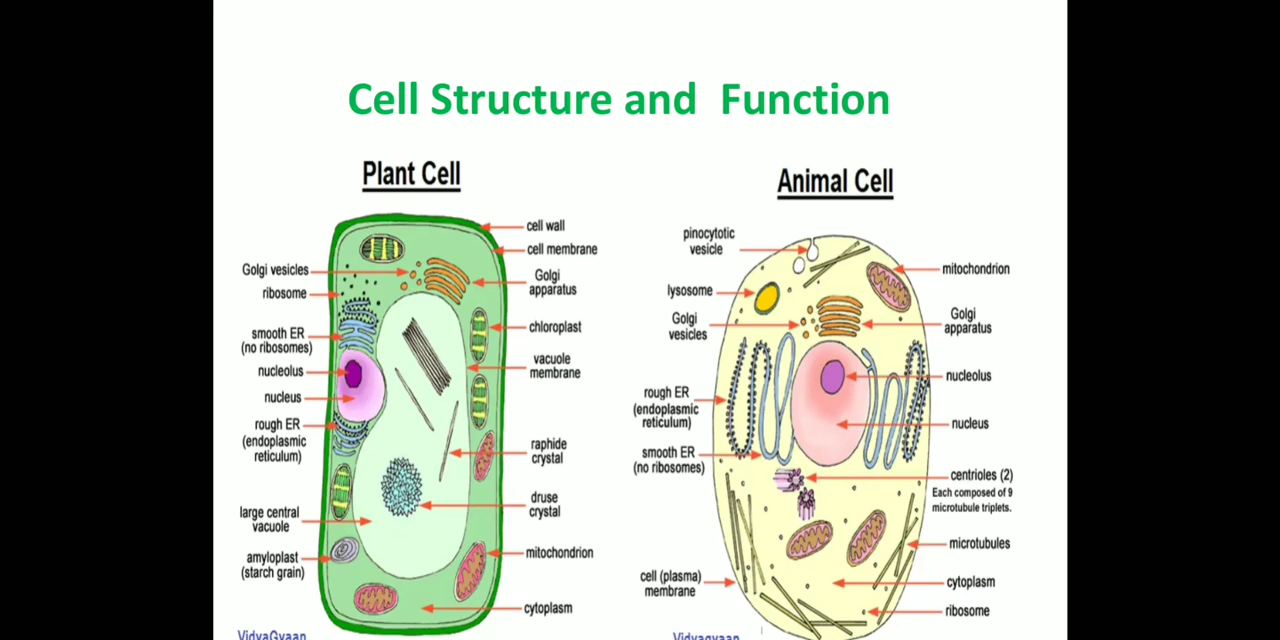 Cell Structure and Function
Plant Cell
cell wall
cell membrane
Golgi vesicles
Golgi
apparatus
ribosome
chloroplast
smooth ER
(no ribosomes)
vacuole
membrane
nucleolus
nucleus
rough ER
(endoplasmic
reticulum)
raphide
crystal
druse
crystal
large central
vacuole
mitochondrion
amyloplast
(starch grain)
cytoplasm
VidyaGyaan
Animal Cell
pinocytotic
vesicle
mitochondrion
lysosome
Golgi
vesicles
Golgi
apparatus
nucleolus
rough ER
(endoplasmic
reticulum)
nucleus
smooth ER
(no ribosomes)
centrioles (2)
Each composed of 9
microtubule triplets.
microtubules
cell (plasma)
membrane
cytoplasm
ribosome
Vidyagyaan